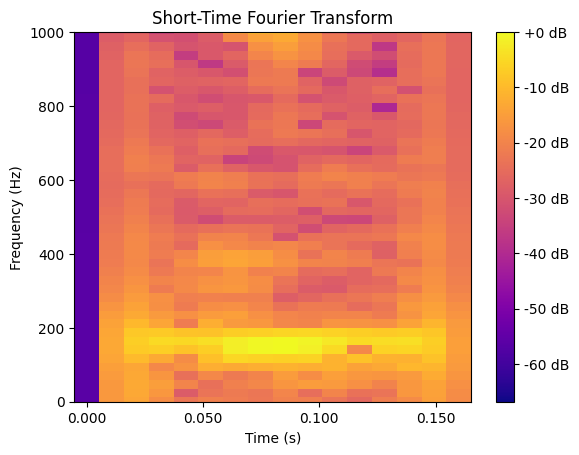 Short-Time Fourier Transform
1000
800
600
400
200
0
Frequency (Hz)
0.000
0.050
0.100
0.150
Time (s)
+0 dB
-10 dB
-20 dB
-30 dB
-40 dB
-50 dB
-60 dB